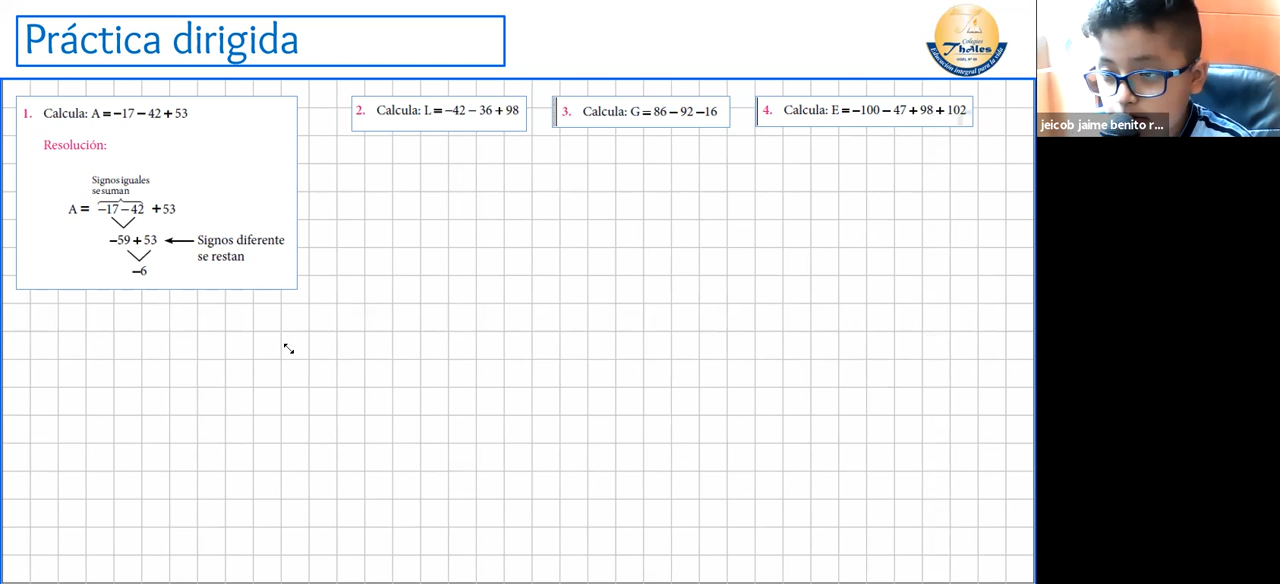 Práctica dirigida
Colegios
Thales
Educación integral para la vida
jeicob jaime benito r...
1. Calcula: A = –17 – 42 + 53
Resolución:
Signos iguales
se suman
A = –17 – 42 + 53
–59 + 53 ← Signos diferente
se restan
–6
2. Calcula: L = –42 – 36 + 98
3. Calcula: G = 86 – 92 –16
4. Calcula: E = –100 – 47 + 98 + 102